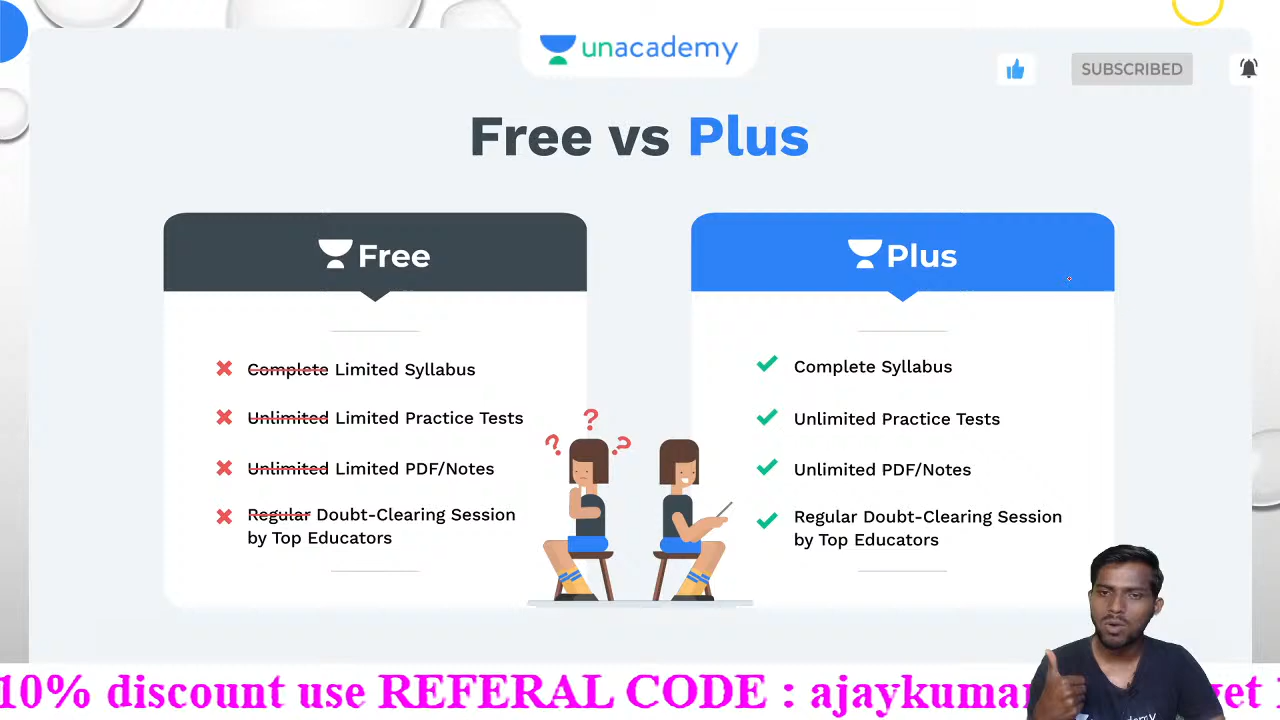 unacademy
SUBSCRIBED
Free vs Plus
Free
Complete Limited Syllabus
Unlimited Limited Practice Tests
Unlimited Limited PDF/Notes
Regular Doubt-Clearing Session
by Top Educators
Plus
Complete Syllabus
Unlimited Practice Tests
Unlimited PDF/Notes
Regular Doubt-Clearing Session
by Top Educators
? ? ?
10% discount use REFERAL CODE : ajaykumar